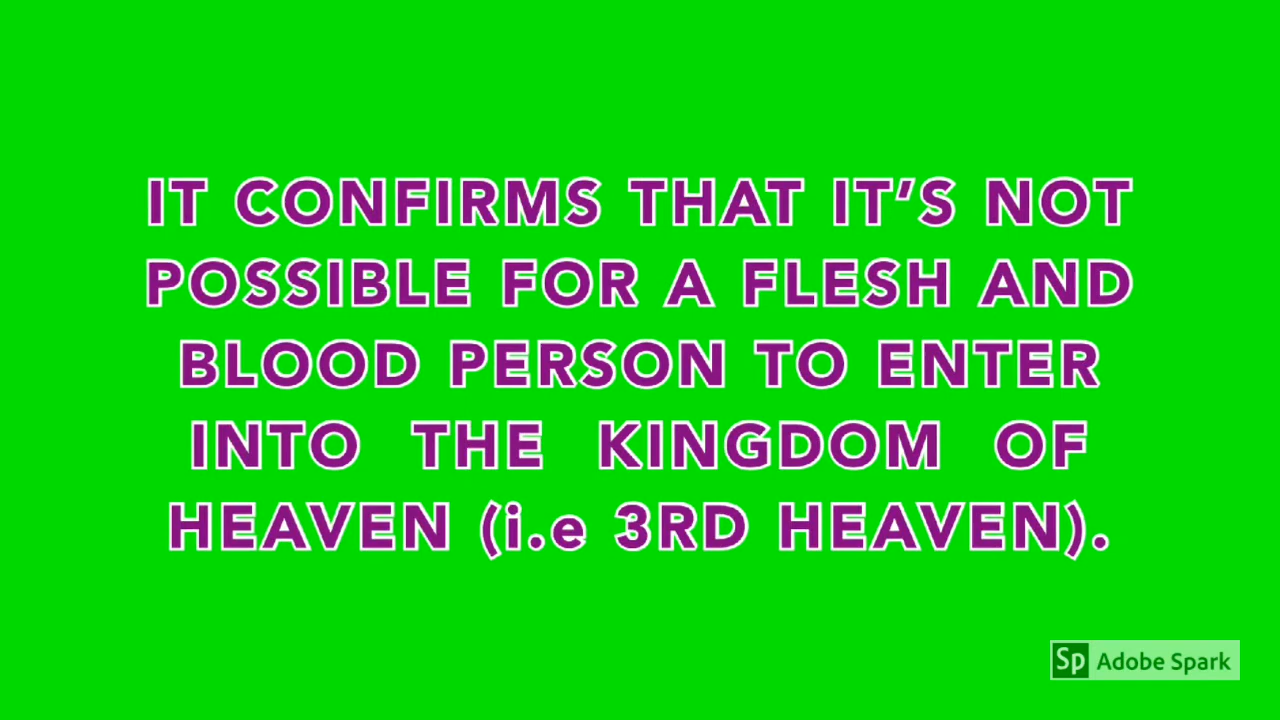 IT CONFIRMS THAT IT’S NOT
POSSIBLE FOR A FLESH AND
BLOOD PERSON TO ENTER
INTO THE KINGDOM OF
HEAVEN (i.e 3RD HEAVEN).
Sp Adobe Spark